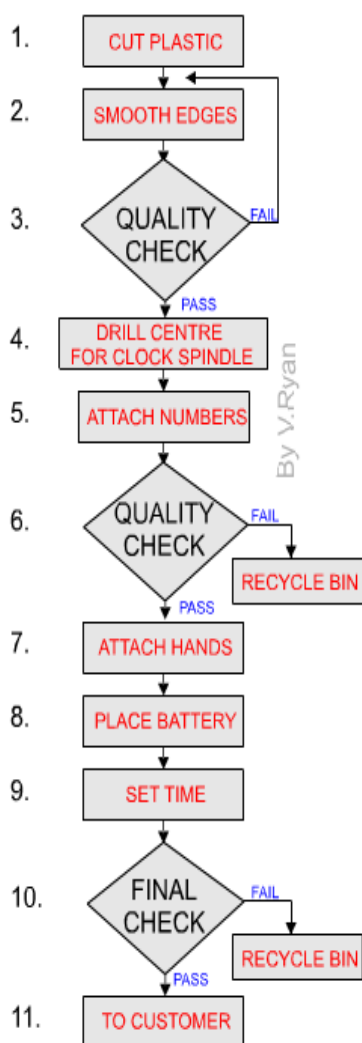 1.
CUT PLASTIC
2.
SMOOTH EDGES
3.
QUALITY
CHECK
FAIL
PASS
4.
DRILL CENTRE
FOR CLOCK SPINDLE
By V.Ryan
5.
ATTACH NUMBERS
6.
QUALITY
CHECK
FAIL
RECYCLE BIN
PASS
7.
ATTACH HANDS
8.
PLACE BATTERY
9.
SET TIME
10.
FINAL
CHECK
FAIL
RECYCLE BIN
PASS
11.
TO CUSTOMER